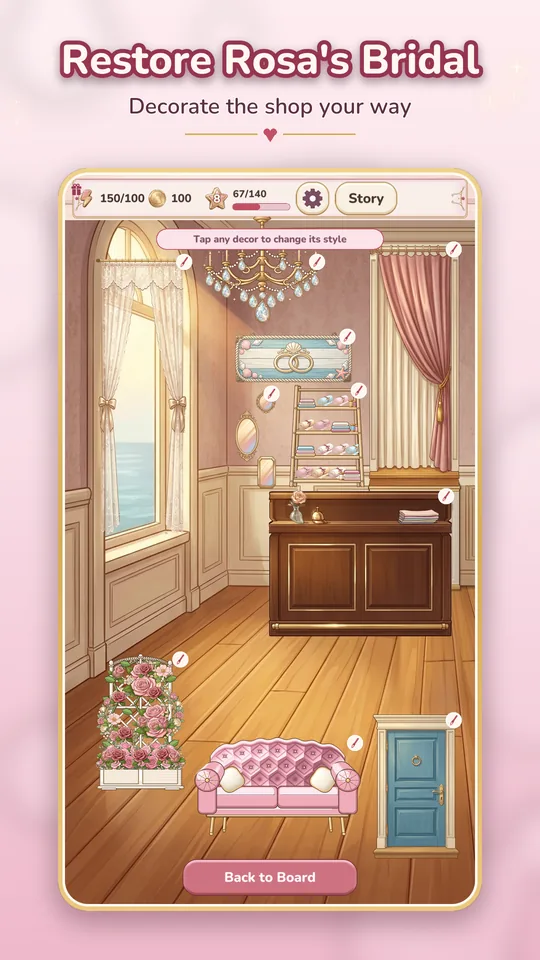 Restore Rosa's Bridal
Decorate the shop your way
150/100
100
8
67/140
Story
Tap any decor to change its style
Back to Board